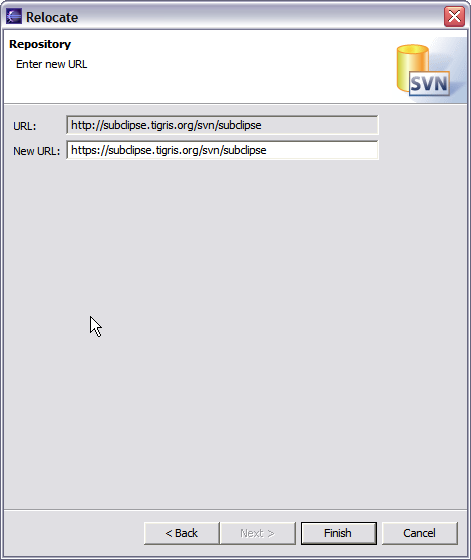 Relocate
Repository
Enter new URL
SVN
URL: http://subclipse.tigris.org/svn/subclipse
New URL: https://subclipse.tigris.org/svn/subclipse
< Back Next > Finish Cancel